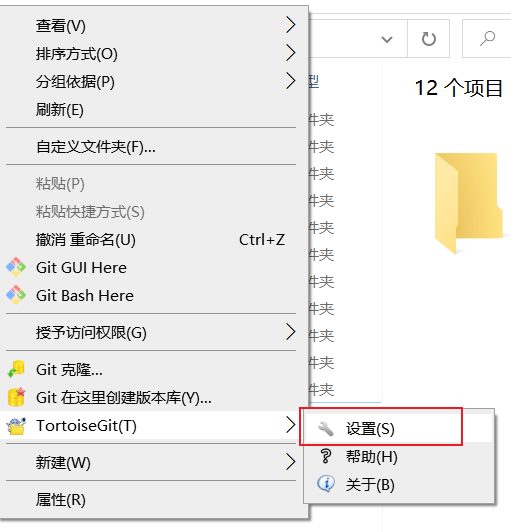 查看(V)
排序方式(O)
分组依据(P)
刷新(E)
自定义文件夹(F)...
粘贴(P)
粘贴快捷方式(S)
撤消 重命名(U) Ctrl+Z
Git GUI Here
Git Bash Here
授予访问权限(G)
Git 克隆...
Git 在这里创建版本库(Y)...
TortoiseGit(T)
新建(W)
属性(R)
设置(S)
帮助(H)
关于(B)
型
件夹
件夹
件夹
件夹
件夹
件夹
件夹
件夹
件夹
件夹
件夹
12 个项目